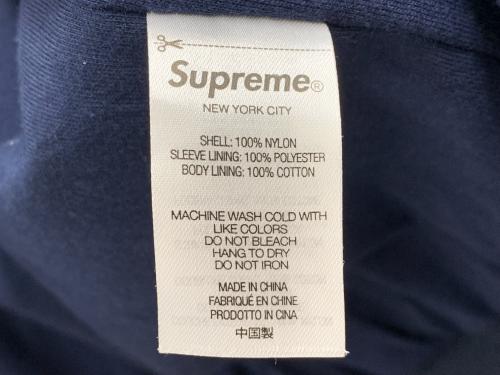 Supreme®
NEW YORK CITY
SHELL: 100% NYLON
SLEEVE LINING: 100% POLYESTER
BODY LINING: 100% COTTON
MACHINE WASH COLD WITH
LIKE COLORS
DO NOT BLEACH
HANG TO DRY
DO NOT IRON
MADE IN CHINA
FABRIQUÉ EN CHINE
PRODOTTO IN CINA
中国製